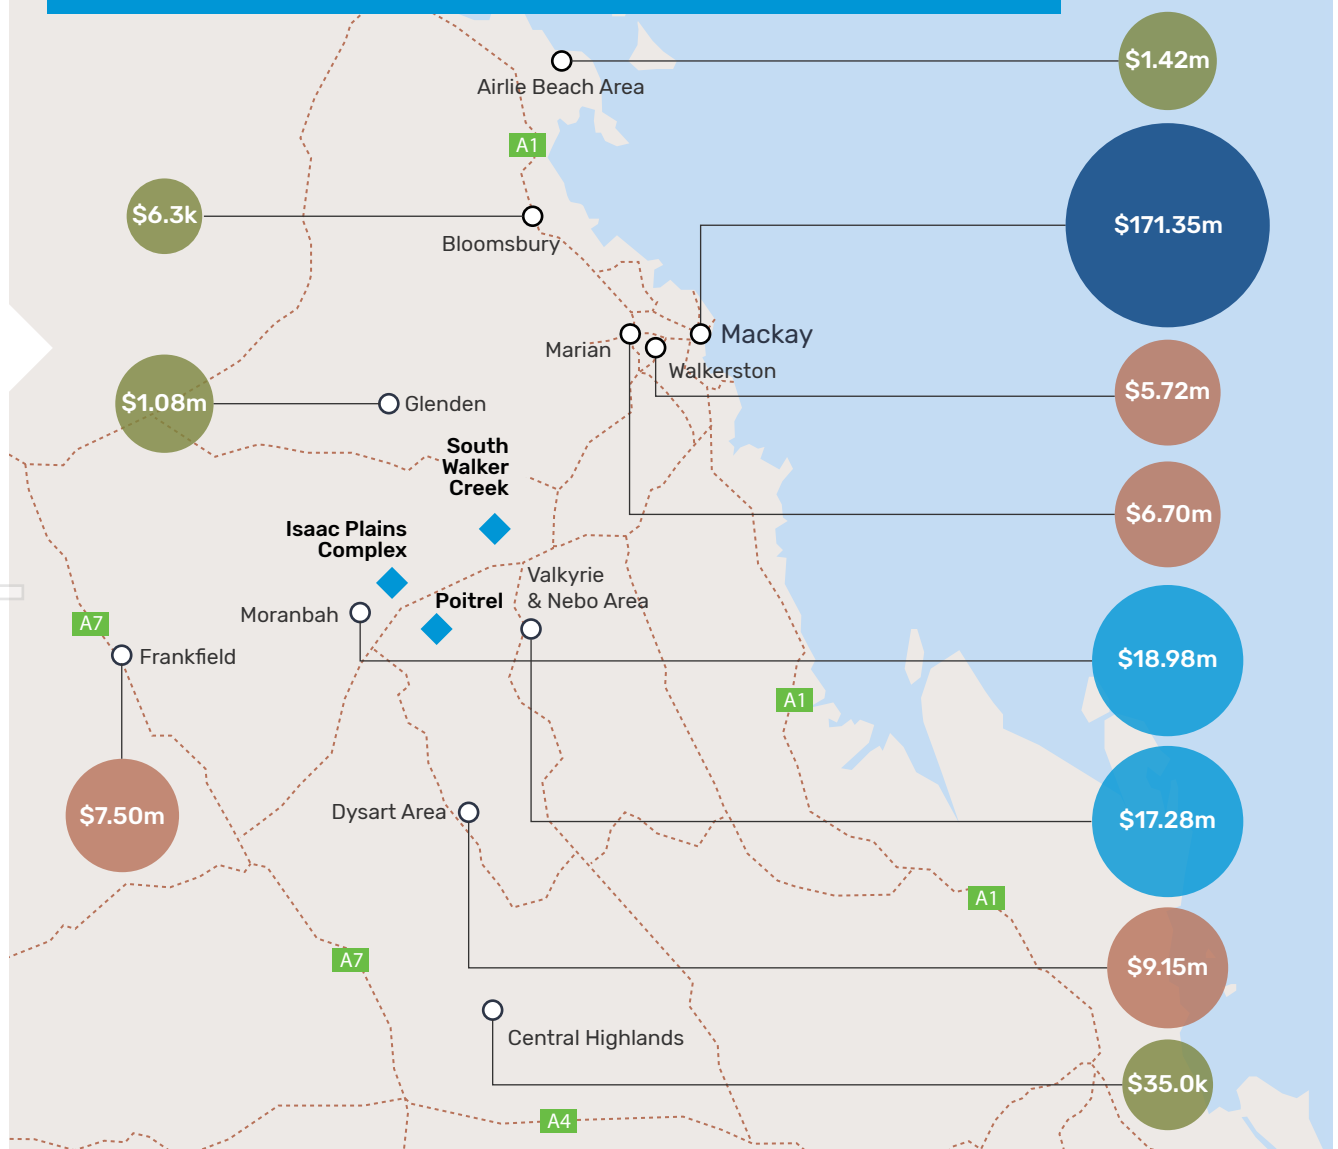 $1.42m
Airlie Beach Area
A1
$171.35m
$6.3k
Bloomsbury
Mackay
Marian
Walkerston
$5.72m
$1.08m
Glenden
South
Walker
Creek
$6.70m
Isaac Plains
Complex
Valkyrie
& Nebo Area
Poitrel
Moranbah
A7
Frankfield
$18.98m
A1
$7.50m
Dysart Area
$17.28m
A1
A7
$9.15m
Central Highlands
$35.0k
A4